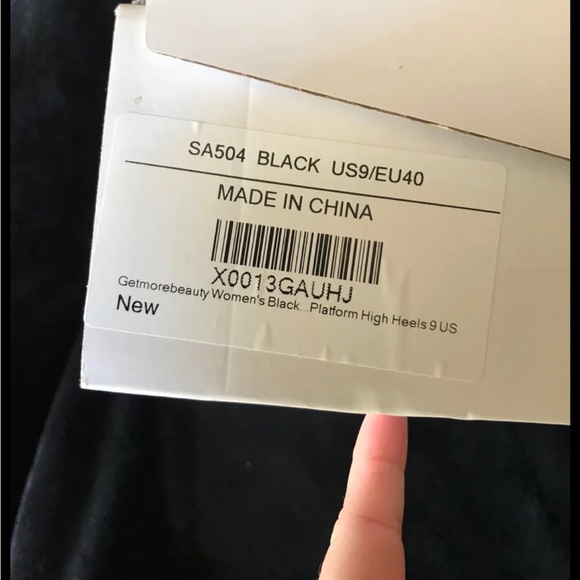 SA504 BLACK US9/EU40
MADE IN CHINA
X0013GAUHJ
Getmorebeauty Women's Black...Platform High Heels 9 US
New